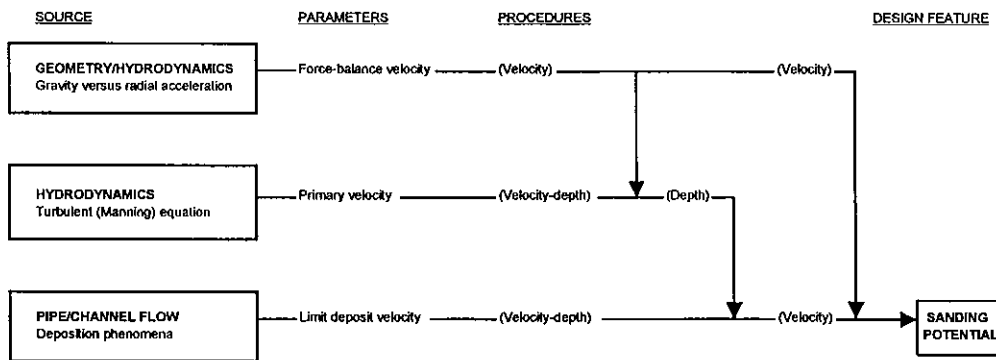 SOURCE PARAMETERS PROCEDURES DESIGN FEATURE
GEOMETRY/HYDRODYNAMICS
Gravity versus radial acceleration
Force-balance velocity (Velocity) (Velocity)
HYDRODYNAMICS
Turbulent (Manning) equation
Primary velocity (Velocity-depth) (Depth)
PIPE/CHANNEL FLOW
Deposition phenomena
Limit deposit velocity (Velocity-depth) (Velocity)
SANDING
POTENTIAL